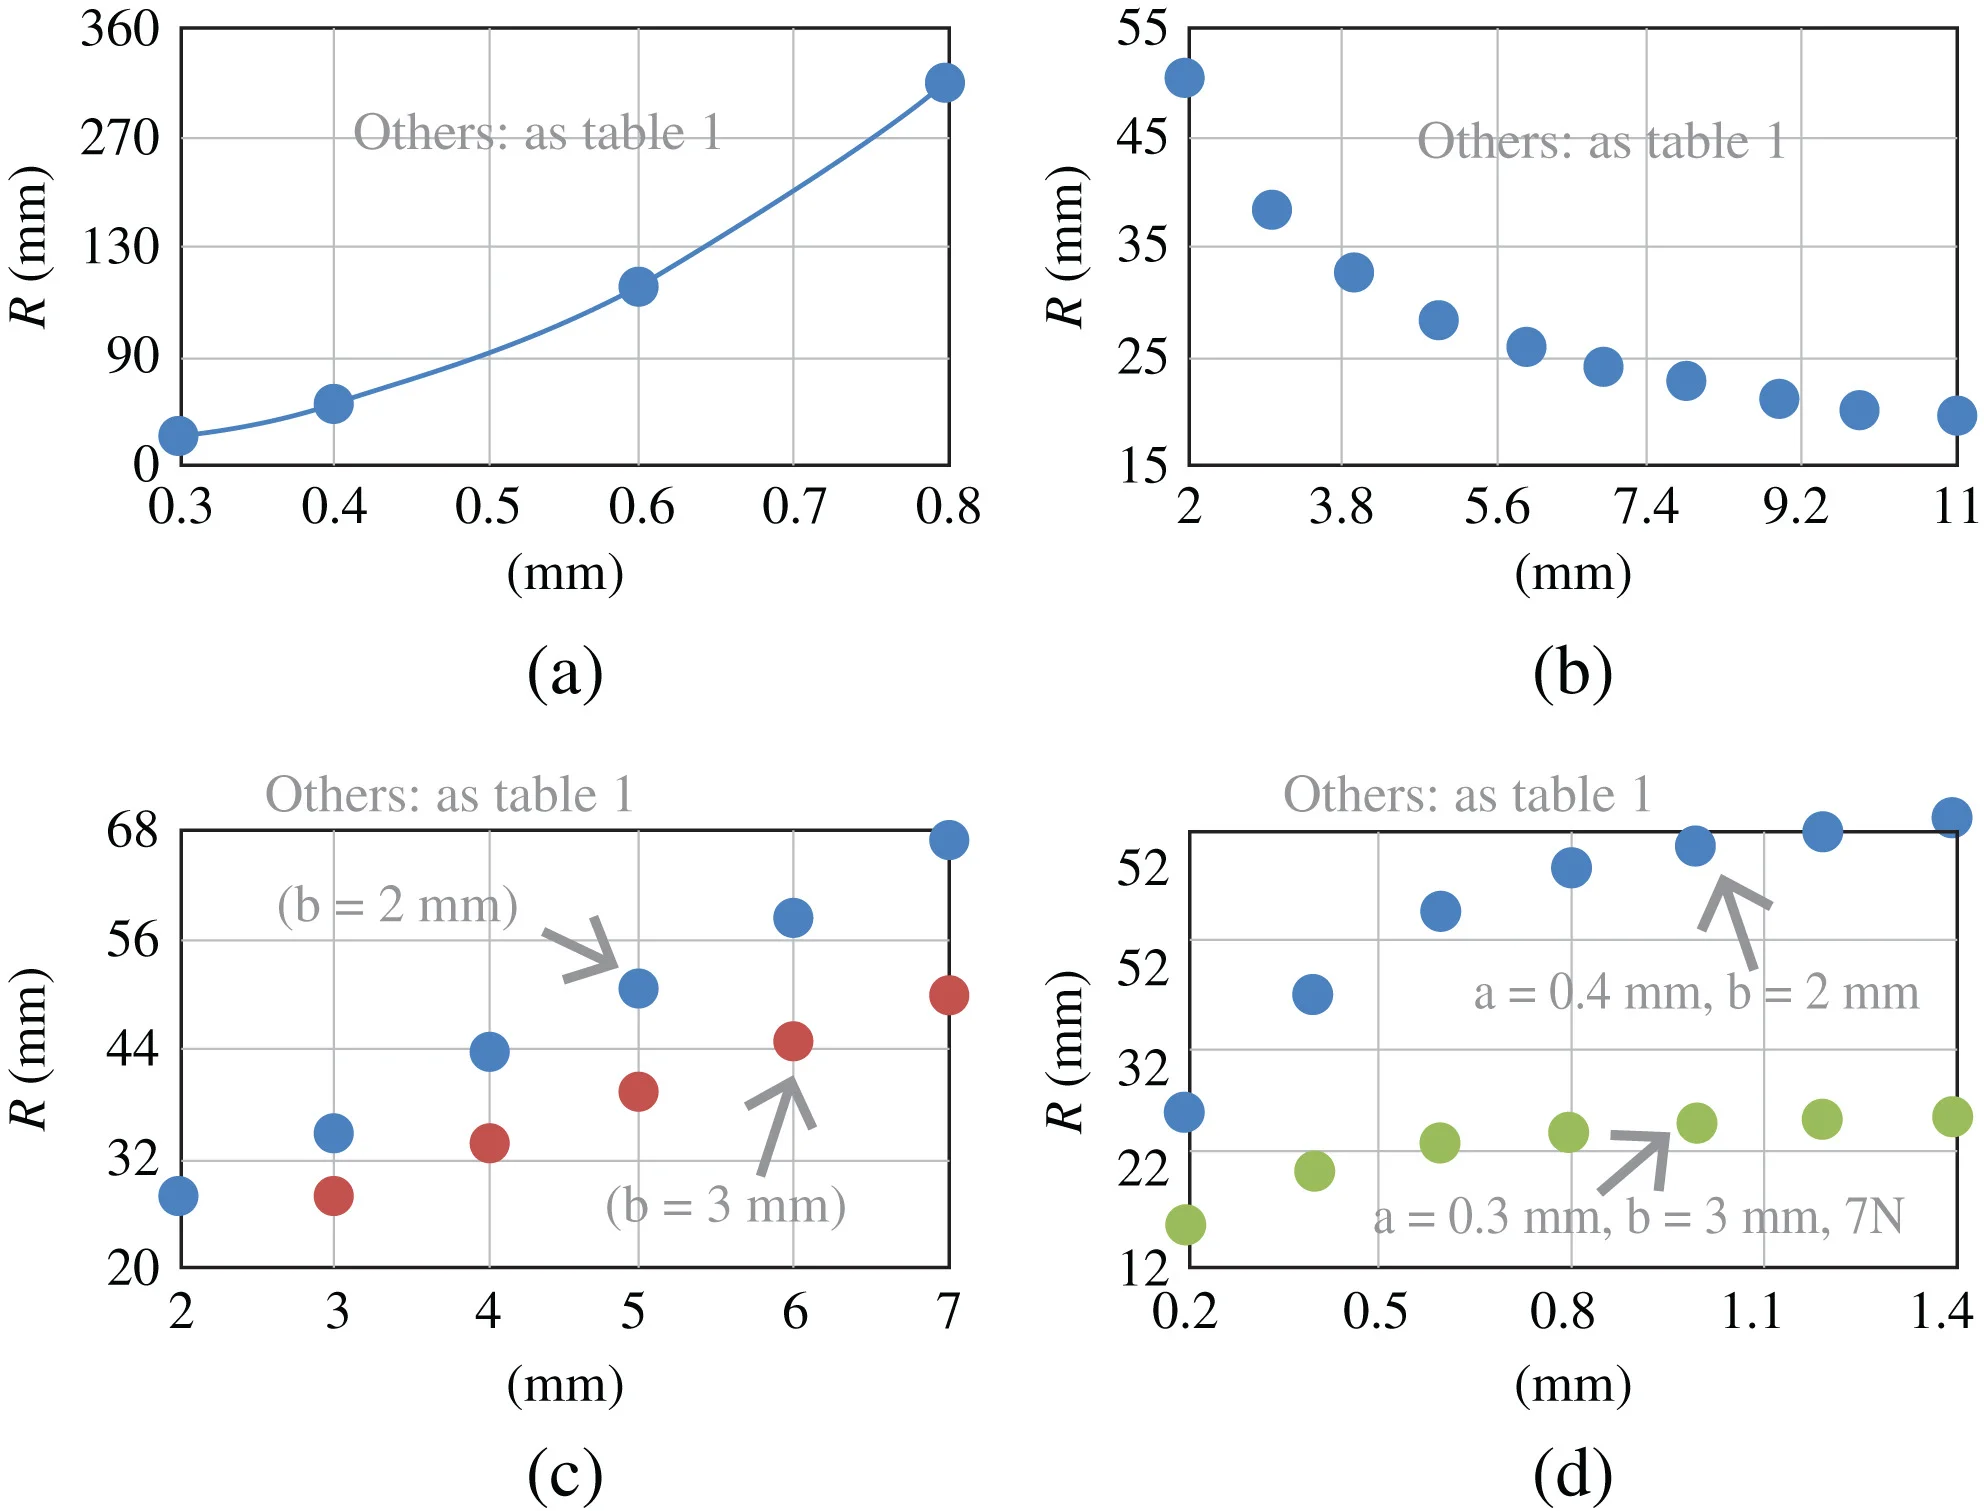 360
270
130
90
0
R (mm)
Others: as table 1
0.3 0.4 0.5 0.6 0.7 0.8
(mm)
(a)
55
45
35
25
15
R (mm)
Others: as table 1
2 3.8 5.6 7.4 9.2 11
(mm)
(b)
Others: as table 1
68
56
44
32
20
R (mm)
(b = 2 mm)
(b = 3 mm)
2 3 4 5 6 7
(mm)
(c)
Others: as table 1
52
52
32
22
12
R (mm)
a = 0.4 mm, b = 2 mm
a = 0.3 mm, b = 3 mm, 7N
0.2 0.5 0.8 1.1 1.4
(mm)
(d)